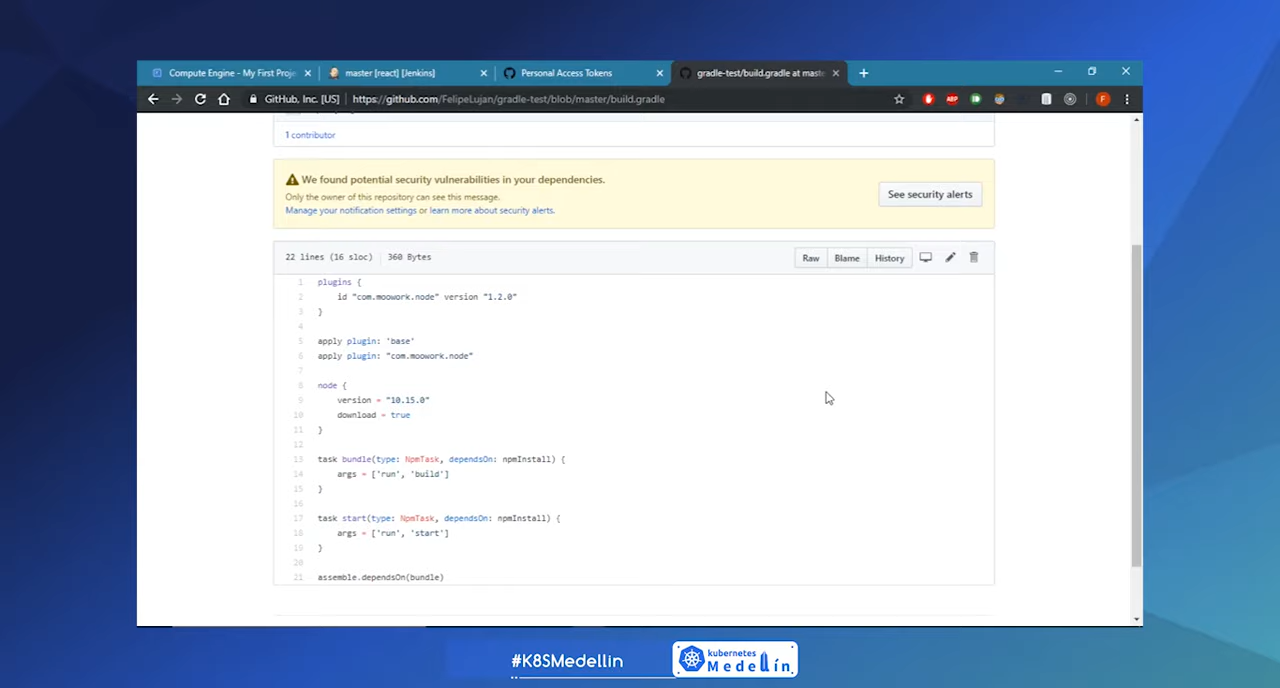 Compute Engine - My First Proje
master [react] [Jenkins]
Personal Access Tokens
gradle-test/build.gradle at mast
GitHub, Inc. [US]
https://github.com/FelipeLujan/gradle-test/blob/master/build.gradle
ABP
F
1 contributor
We found potential security vulnerabilities in your dependencies.
Only the owner of this repository can see this message.
Manage your notification settings or learn more about security alerts.
See security alerts
22 lines (16 sloc)
360 Bytes
Raw
Blame
History
1 plugins {
2 id "com.moowork.node" version "1.2.0"
3 }
4
5 apply plugin: 'base'
6 apply plugin: "com.moowork.node"
7
8 node {
9 version = "10.15.0"
10 download = true
11 }
12
13 task bundle(type: NpmTask, dependsOn: npmInstall) {
14 args = ['run', 'build']
15 }
16
17 task start(type: NpmTask, dependsOn: npmInstall) {
18 args = ['run', 'start']
19 }
20
21 assemble.dependsOn(bundle)
#K8SMedellin
kubernetes
Medellín